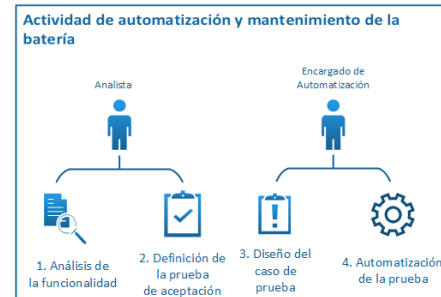 Actividad de automatización y mantenimiento de la
batería
Analista
Encargado de
Automatización
1. Análisis de
la funcionalidad
2. Definición de
la prueba
de aceptación
3. Diseño del
caso de
prueba
4. Automatización
de la prueba